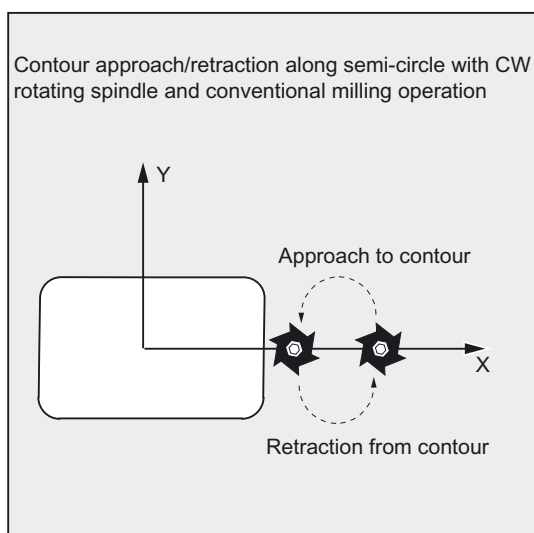 Contour approach/retraction along semi-circle with CW
rotating spindle and conventional milling operation
Y
Approach to contour
X
Retraction from contour